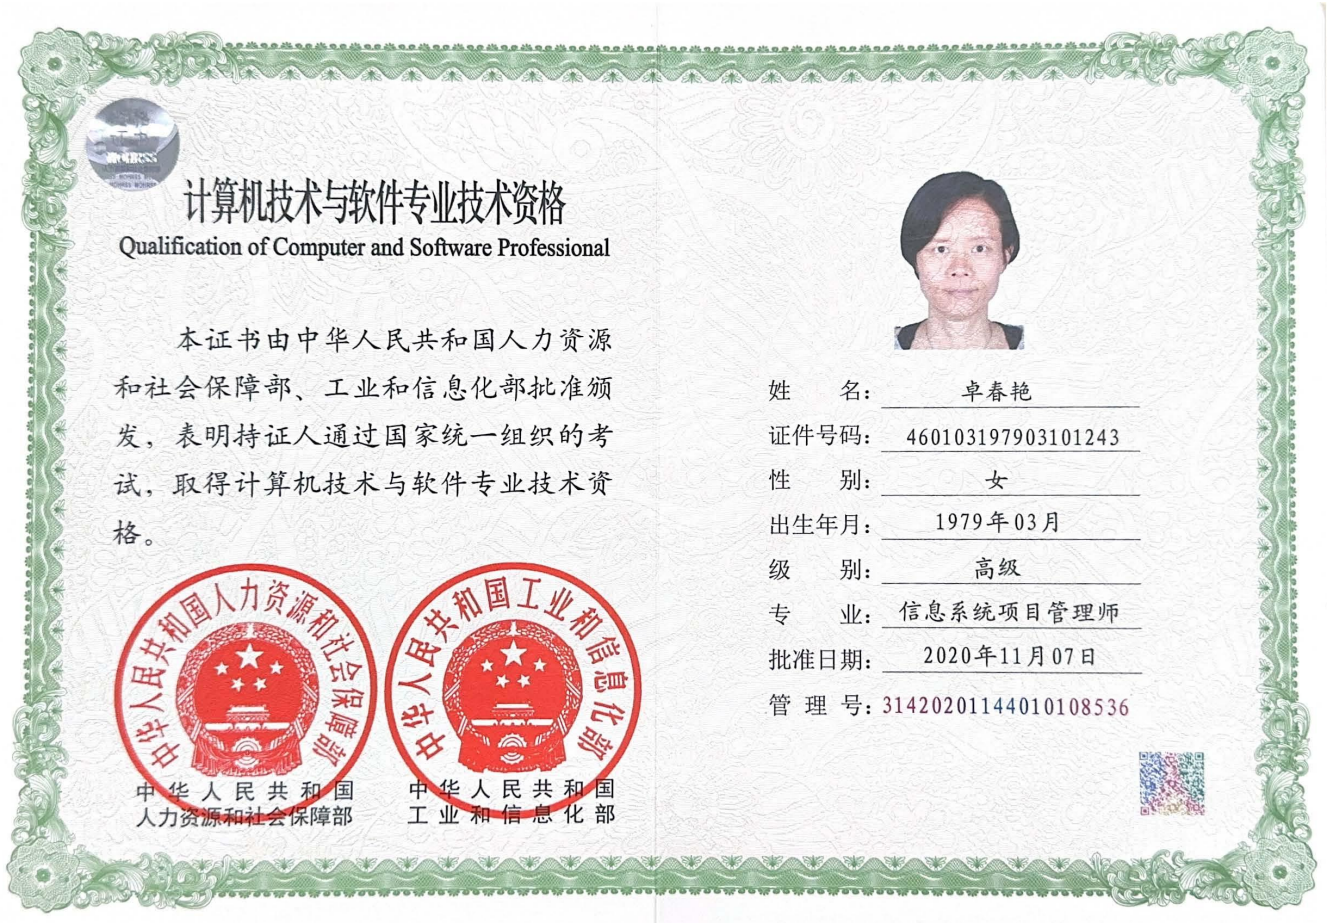 计算机技术与软件专业技术资格
Qualification of Computer and Software Professional
本证书由中华人民共和国人力资源
和社会保障部、工业和信息化部批准颁
发，表明持证人通过国家统一组织的考
试，取得计算机技术与软件专业技术资
格。
中华人民共和国人力资源和社会保障部
中华人民共和国工业和信息化部
中华人民共和国
人力资源和社会保障部
中华人民共和国
工业和信息化部
姓名：卓春艳
证件号码：460103197903101243
性别：女
出生年月：1979年03月
级别：高级
专业：信息系统项目管理师
批准日期：2020年11月07日
管理号：31420201144010108536